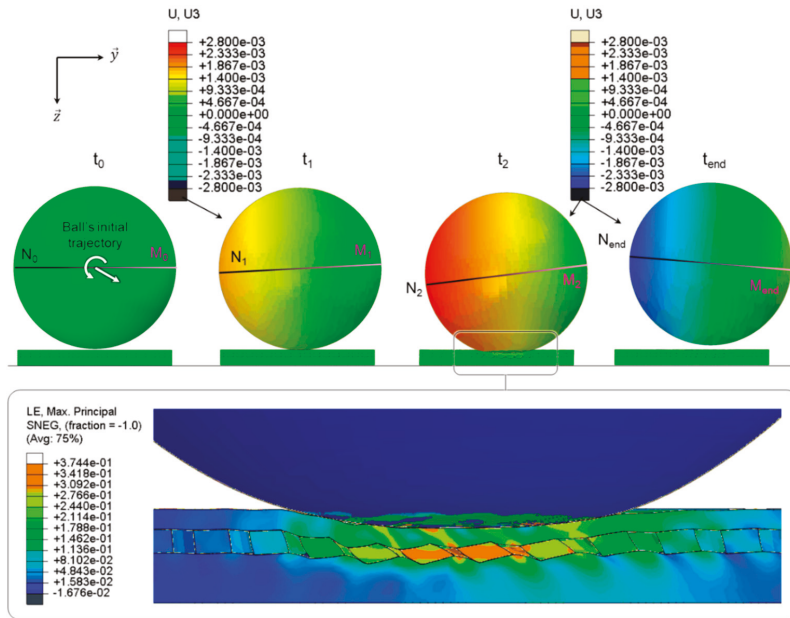 U, U3
+2.800e-03
+2.333e-03
+1.867e-03
+1.400e-03
+9.333e-04
+4.667e-04
+0.000e+00
-4.667e-04
-9.333e-04
-1.400e-03
-1.867e-03
-2.333e-03
-2.800e-03
U, U3
+2.800e-03
+2.333e-03
+1.867e-03
+1.400e-03
+9.333e-04
+4.667e-04
+0.000e+00
-4.667e-04
-9.333e-04
-1.400e-03
-1.867e-03
-2.333e-03
-2.800e-03
y
z
t0
t1
t2
tend
Ball's initial
trajectory
N0
M0
N1
M1
N2
M2
Nend
Mend
LE, Max. Principal
SNEG, (fraction = -1.0)
(Avg: 75%)
+3.744e-01
+3.418e-01
+3.092e-01
+2.766e-01
+2.440e-01
+2.114e-01
+1.788e-01
+1.462e-01
+1.136e-01
+8.102e-02
+4.843e-02
+1.583e-02
-1.676e-02